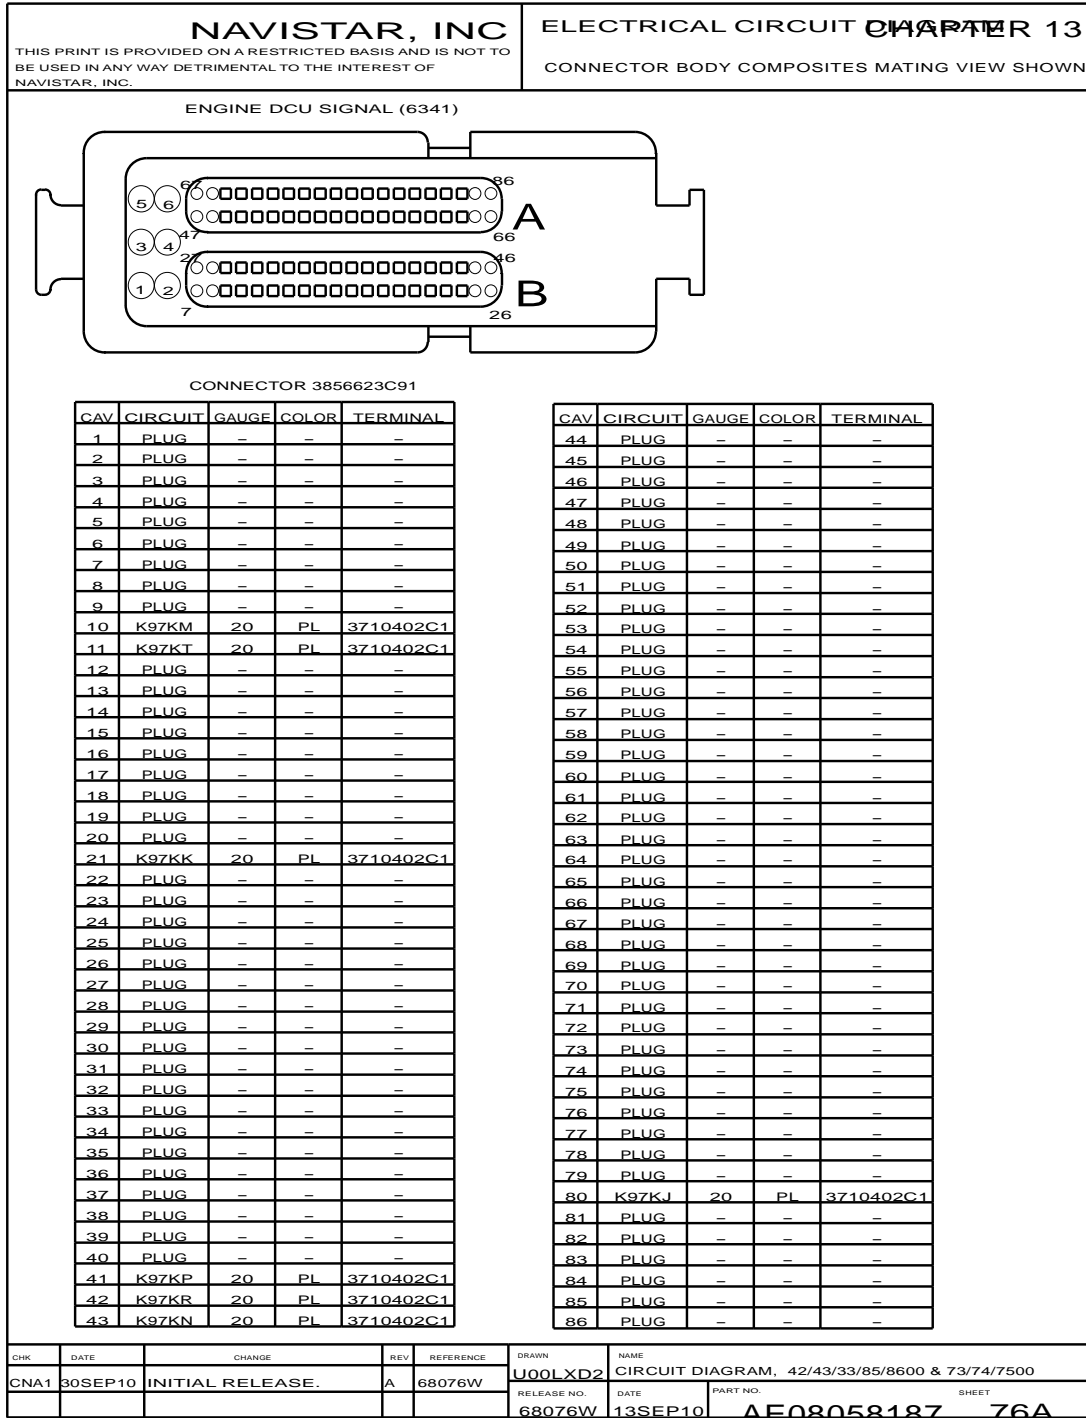 NAVISTAR, INC
THIS PRINT IS PROVIDED ON A RESTRICTED BASIS AND IS NOT TO
BE USED IN ANY WAY DETRIMENTAL TO THE INTEREST OF
NAVISTAR, INC.
ELECTRICAL CIRCUIT DIAGRAM
CHAPTER 13
CONNECTOR BODY COMPOSITES MATING VIEW SHOWN
ENGINE DCU SIGNAL (6341)
67 86
5 6
A
47 66
3 4
27 46
1 2
B
7 26
CONNECTOR 3856623C91
CAV CIRCUIT GAUGE COLOR TERMINAL
1 PLUG – – –
2 PLUG – – –
3 PLUG – – –
4 PLUG – – –
5 PLUG – – –
6 PLUG – – –
7 PLUG – – –
8 PLUG – – –
9 PLUG – – –
10 K97KM 20 PL 3710402C1
11 K97KT 20 PL 3710402C1
12 PLUG – – –
13 PLUG – – –
14 PLUG – – –
15 PLUG – – –
16 PLUG – – –
17 PLUG – – –
18 PLUG – – –
19 PLUG – – –
20 PLUG – – –
21 K97KK 20 PL 3710402C1
22 PLUG – – –
23 PLUG – – –
24 PLUG – – –
25 PLUG – – –
26 PLUG – – –
27 PLUG – – –
28 PLUG – – –
29 PLUG – – –
30 PLUG – – –
31 PLUG – – –
32 PLUG – – –
33 PLUG – – –
34 PLUG – – –
35 PLUG – – –
36 PLUG – – –
37 PLUG – – –
38 PLUG – – –
39 PLUG – – –
40 PLUG – – –
41 K97KP 20 PL 3710402C1
42 K97KR 20 PL 3710402C1
43 K97KN 20 PL 3710402C1
CAV CIRCUIT GAUGE COLOR TERMINAL
44 PLUG – – –
45 PLUG – – –
46 PLUG – – –
47 PLUG – – –
48 PLUG – – –
49 PLUG – – –
50 PLUG – – –
51 PLUG – – –
52 PLUG – – –
53 PLUG – – –
54 PLUG – – –
55 PLUG – – –
56 PLUG – – –
57 PLUG – – –
58 PLUG – – –
59 PLUG – – –
60 PLUG – – –
61 PLUG – – –
62 PLUG – – –
63 PLUG – – –
64 PLUG – – –
65 PLUG – – –
66 PLUG – – –
67 PLUG – – –
68 PLUG – – –
69 PLUG – – –
70 PLUG – – –
71 PLUG – – –
72 PLUG – – –
73 PLUG – – –
74 PLUG – – –
75 PLUG – – –
76 PLUG – – –
77 PLUG – – –
78 PLUG – – –
79 PLUG – – –
80 K97KJ 20 PL 3710402C1
81 PLUG – – –
82 PLUG – – –
83 PLUG – – –
84 PLUG – – –
85 PLUG – – –
86 PLUG – – –
CHK DATE CHANGE REV REFERENCE
CNA1 30SEP10 INITIAL RELEASE. A 68076W
DRAWN NAME
U00LXD2 CIRCUIT DIAGRAM, 42/43/33/85/8600 & 73/74/7500
RELEASE NO. DATE PART NO. SHEET
68076W 13SEP10 AE08058187 76A